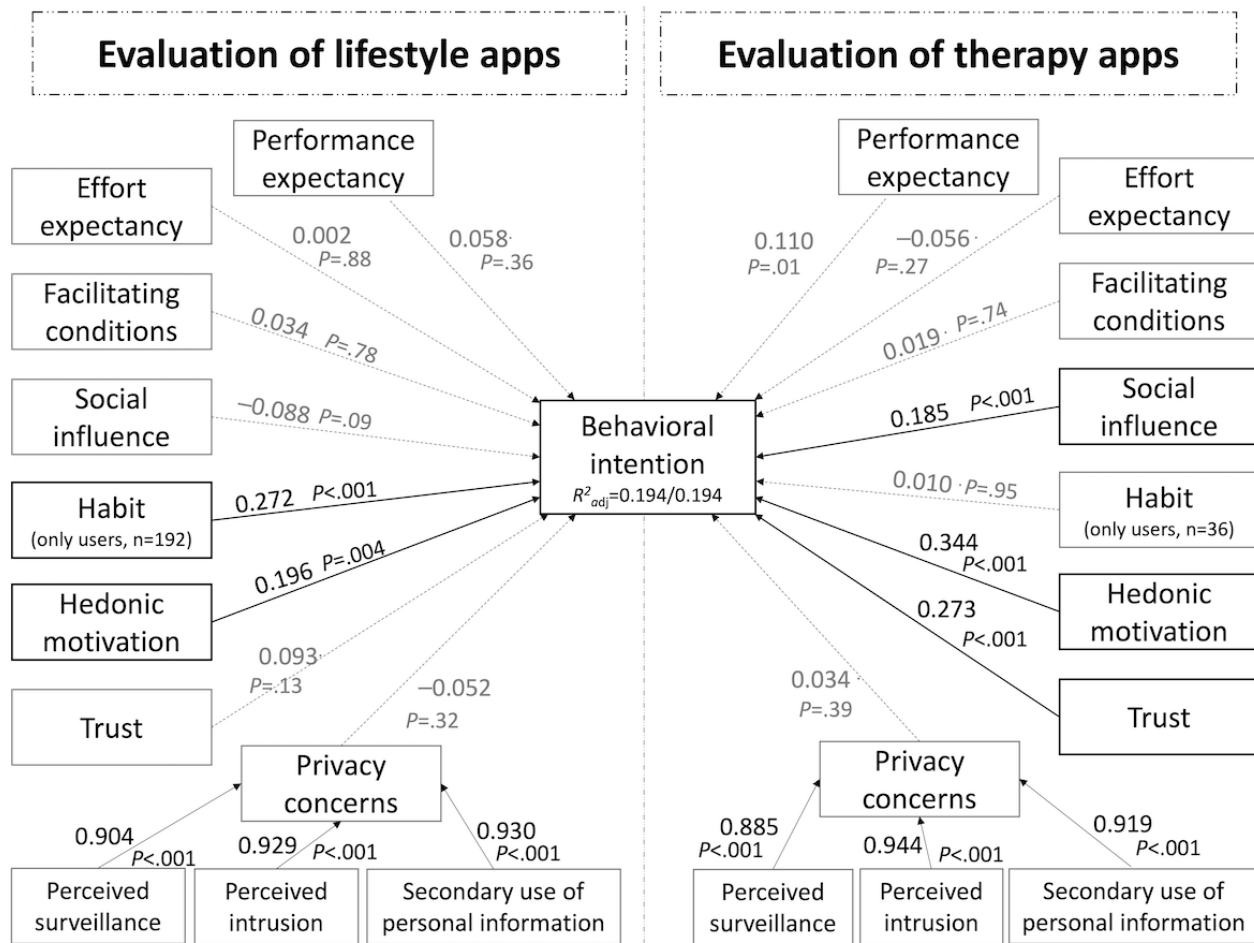 Evaluation of lifestyle apps
Performance
expectancy
Effort
expectancy
0.002
P=.88
0.058
P=.36
Facilitating
conditions
0.034 P=.78
Social
influence
−0.088 P=.09
Habit
(only users, n=192)
0.272 P<.001
Hedonic
motivation
0.196 P=.004
Trust
0.093
P=.13
−0.052
P=.32
Privacy
concerns
0.904
P<.001
0.929
P<.001
0.930
P<.001
Perceived
surveillance
Perceived
intrusion
Secondary use of
personal information
Behavioral
intention
R²adj=0.194/0.194
Evaluation of therapy apps
Performance
expectancy
Effort
expectancy
0.110
P=.01
−0.056
P=.27
Facilitating
conditions
0.019 P=.74
Social
influence
0.185 P<.001
Habit
(only users, n=36)
0.010 P=.95
Hedonic
motivation
0.344
P<.001
Trust
0.273
P<.001
0.034
P=.39
Privacy
concerns
0.885
P<.001
0.944
P<.001
0.919
P<.001
Perceived
surveillance
Perceived
intrusion
Secondary use of
personal information